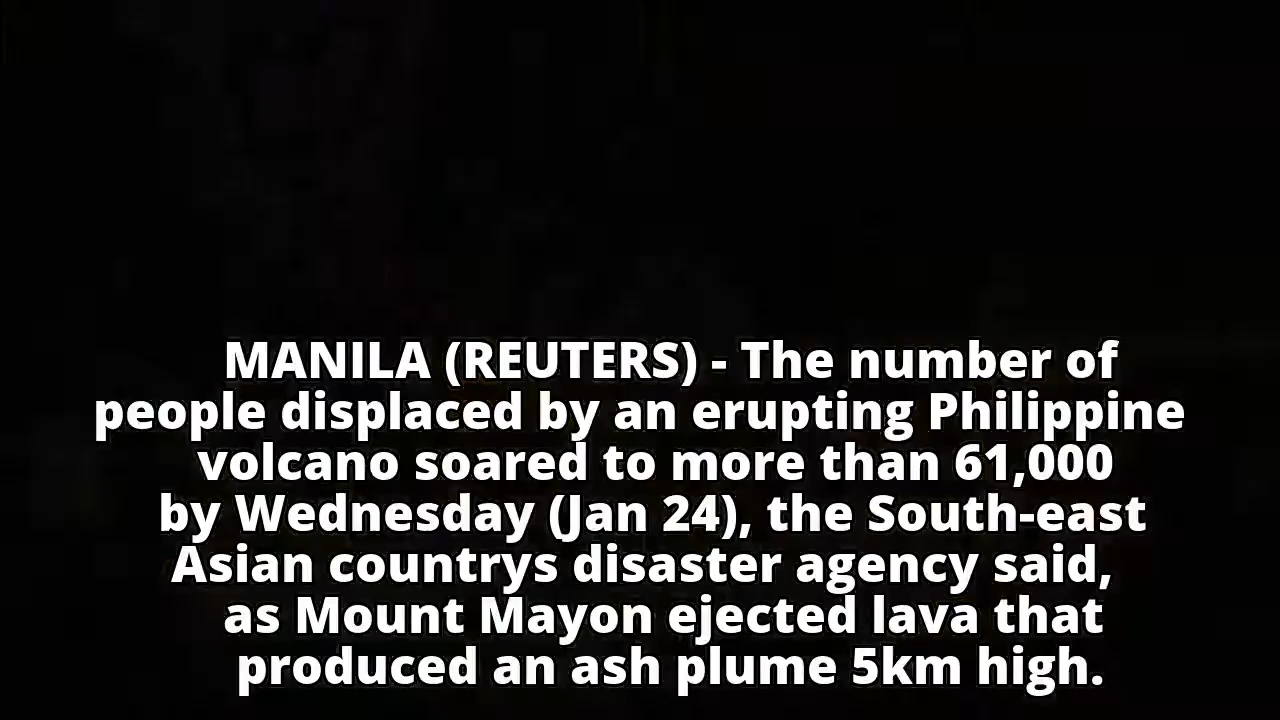 MANILA (REUTERS) - The number of
people displaced by an erupting Philippine
volcano soared to more than 61,000
by Wednesday (Jan 24), the South-east
Asian countrys disaster agency said,
as Mount Mayon ejected lava that
produced an ash plume 5km high.